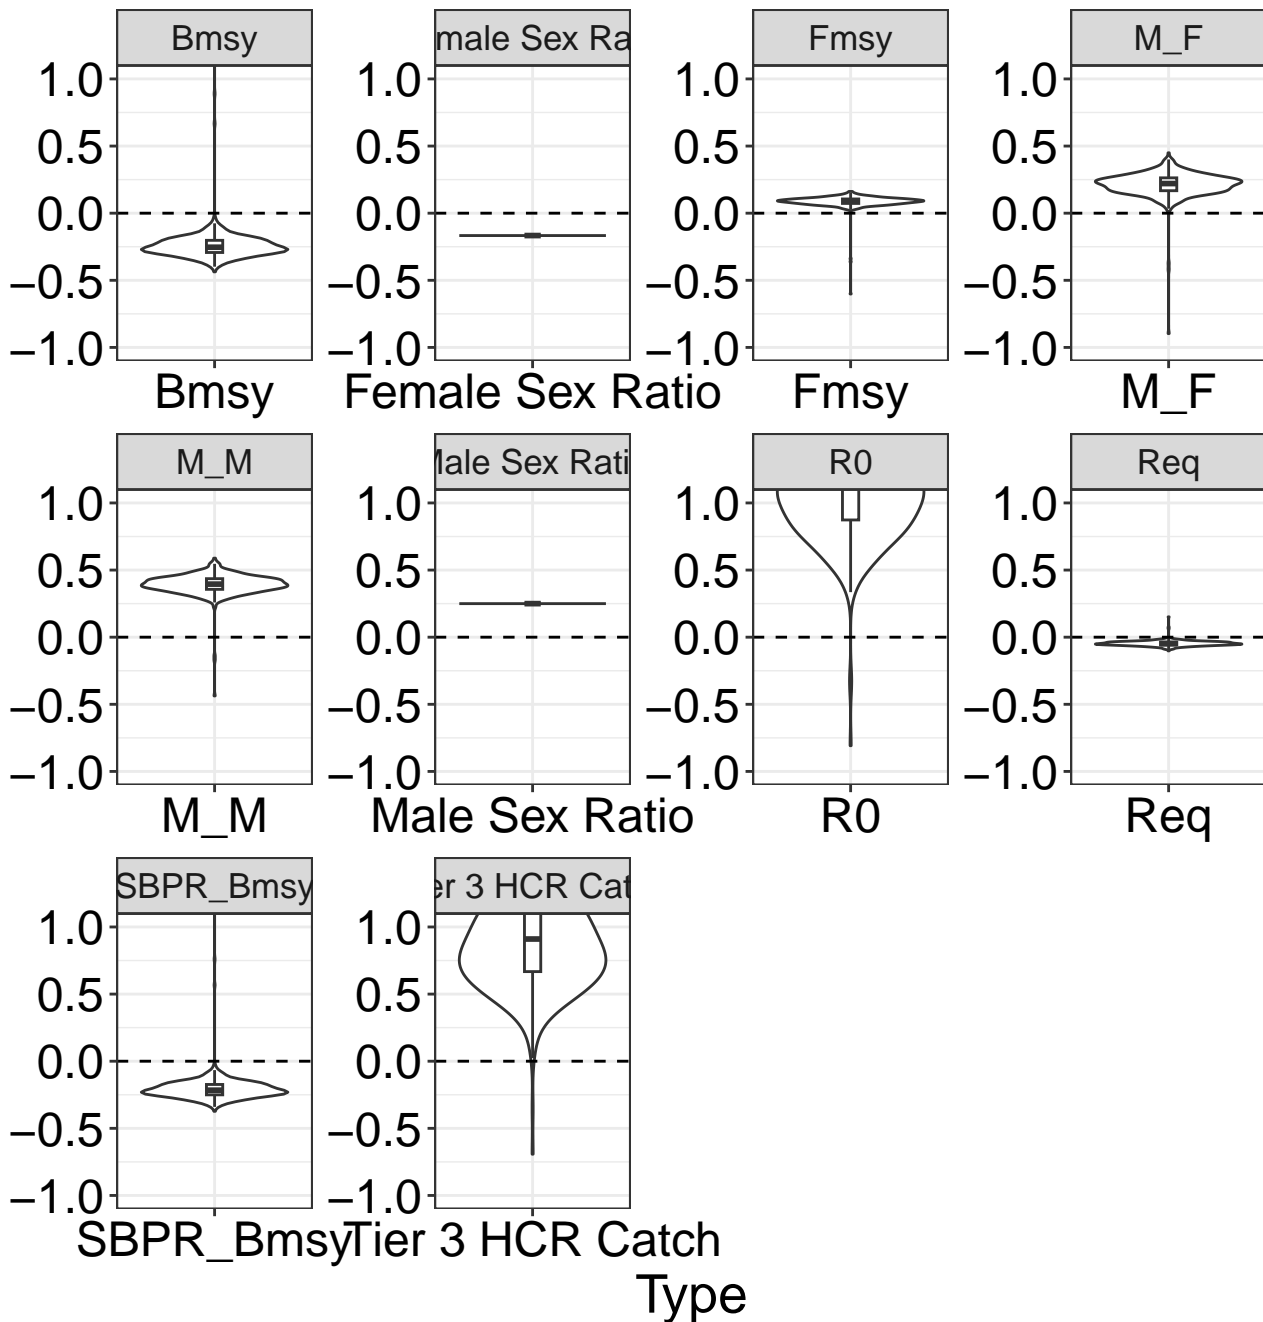 Bmsy male Sex Ra Fmsy M_F
1.0 1.0 1.0 1.0
0.5 0.5 0.5 0.5
0.0 0.0 0.0 0.0
−0.5 −0.5 −0.5 −0.5
−1.0 −1.0 −1.0 −1.0
Bmsy Female Sex Ratio Fmsy M_F
M_M Male Sex Rati R0 Req
1.0 1.0 1.0 1.0
0.5 0.5 0.5 0.5
0.0 0.0 0.0 0.0
−0.5 −0.5 −0.5 −0.5
−1.0 −1.0 −1.0 −1.0
M_M Male Sex Ratio R0 Req
SBPR_Bmsy er 3 HCR Cat
1.0 1.0
0.5 0.5
0.0 0.0
−0.5 −0.5
−1.0 −1.0
SBPR_Bmsy Tier 3 HCR Catch
Type